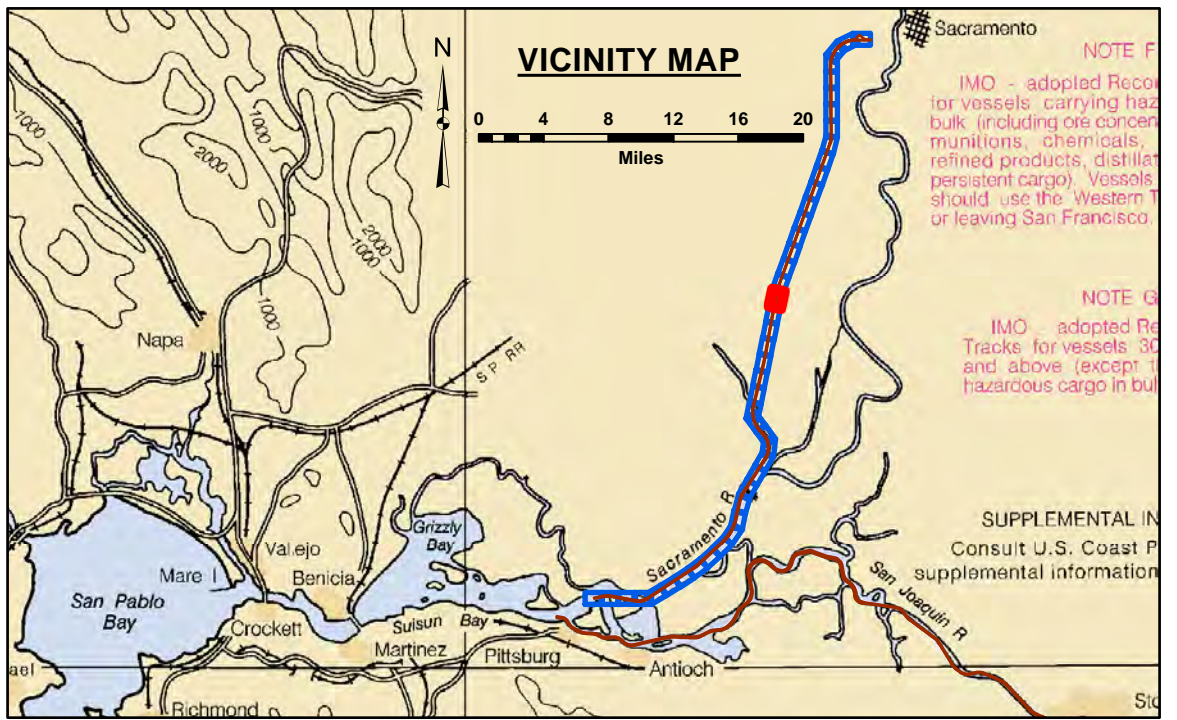 N
VICINITY MAP
0 4 8 12 16 20
Miles
Sacramento
NOTE F
IMO - adopted Recor
for vessels carrying haz
bulk (including ore concen
munitions, chemicals,
refined products, distillat
persistent cargo). Vessels
should use the Western T
or leaving San Francisco.
NOTE G
IMO - adopted Re
Tracks for vessels 30
and above (except t
hazardous cargo in bul
SUPPLEMENTAL IN
Consult U.S. Coast P
supplemental information
1000
1000
2000
2000
1000
1000
Napa
S P RR
Grizzly
Bay
Sacramento R
San Joaquin R
Vallejo
Mare I
Benicia
San Pablo
Bay
Crockett
Suisun Bay
Martinez
Pittsburg
Antioch
ael
Richmond
Sto